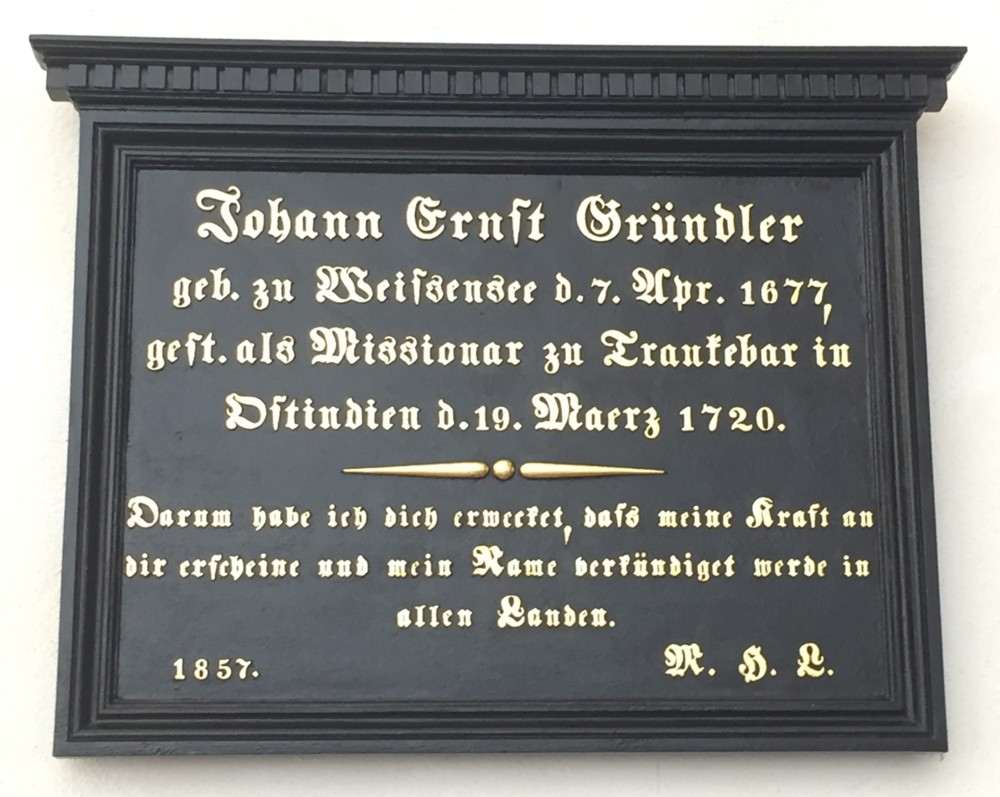 Johann Ernſt Gründler
geb. zu Weiſsensee d. 7. Apr. 1677,
geſt. als Missionar zu Trankebar in
Oſtindien d. 19. Maerz 1720.
Darum habe ich dich erwecket, daſs meine Kraft an
dir erſcheine und mein Name verkündiget werde in
allen Landen.
1857. M. H. L.